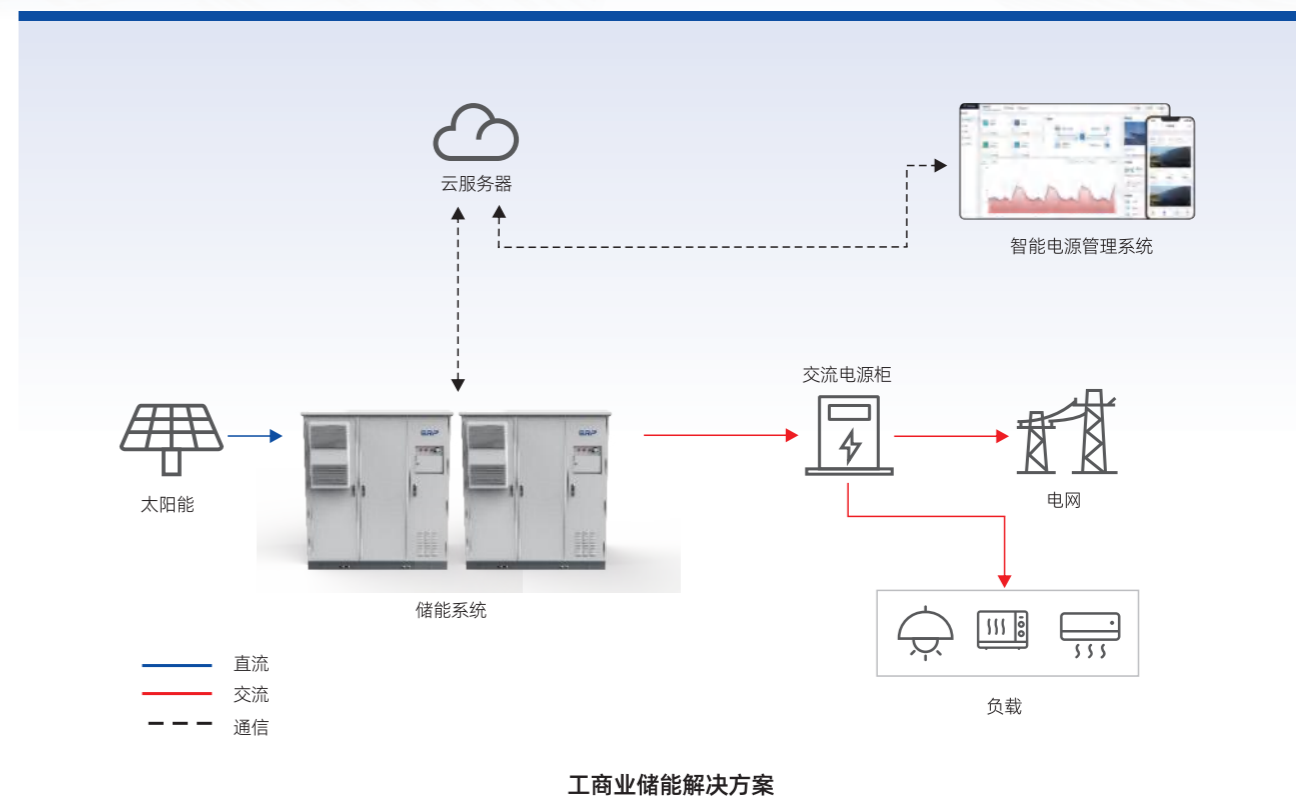 云服务器
智能电源管理系统
交流电源柜
太阳能
电网
储能系统
直流
交流
通信
负载
工商业储能解决方案